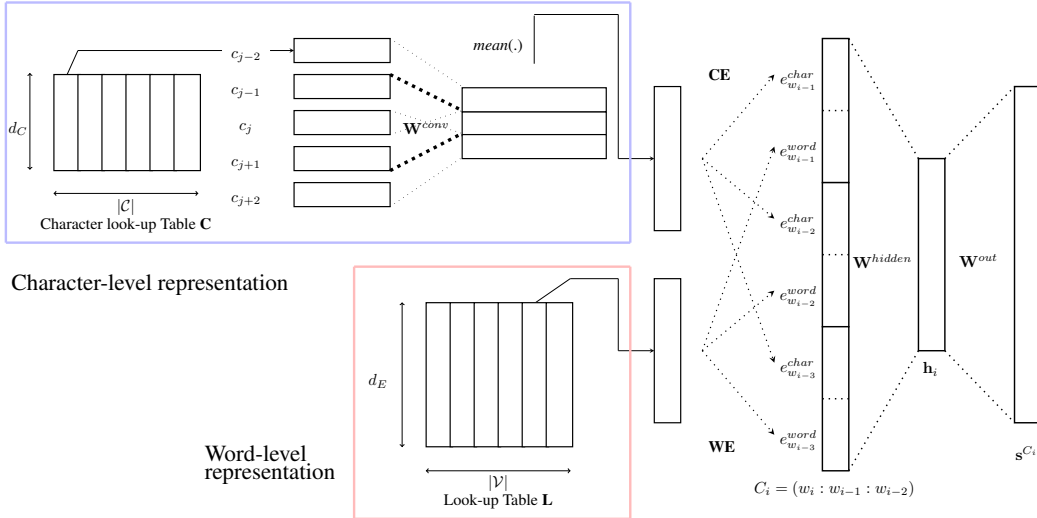 c_{j−2}
c_{j−1}
c_j
c_{j+1}
c_{j+2}
d_C
|C|
Character look-up Table C
W^{conv}
mean(.)
Character-level representation
d_E
|V|
Look-up Table L
Word-level
representation
CE
WE
e^{char}_{w_{i−1}}
e^{word}_{w_{i−1}}
e^{char}_{w_{i−2}}
e^{word}_{w_{i−2}}
e^{char}_{w_{i−3}}
e^{word}_{w_{i−3}}
C_i = (w_i : w_{i−1} : w_{i−2})
W^{hidden}
h_i
W^{out}
s^{C_i}